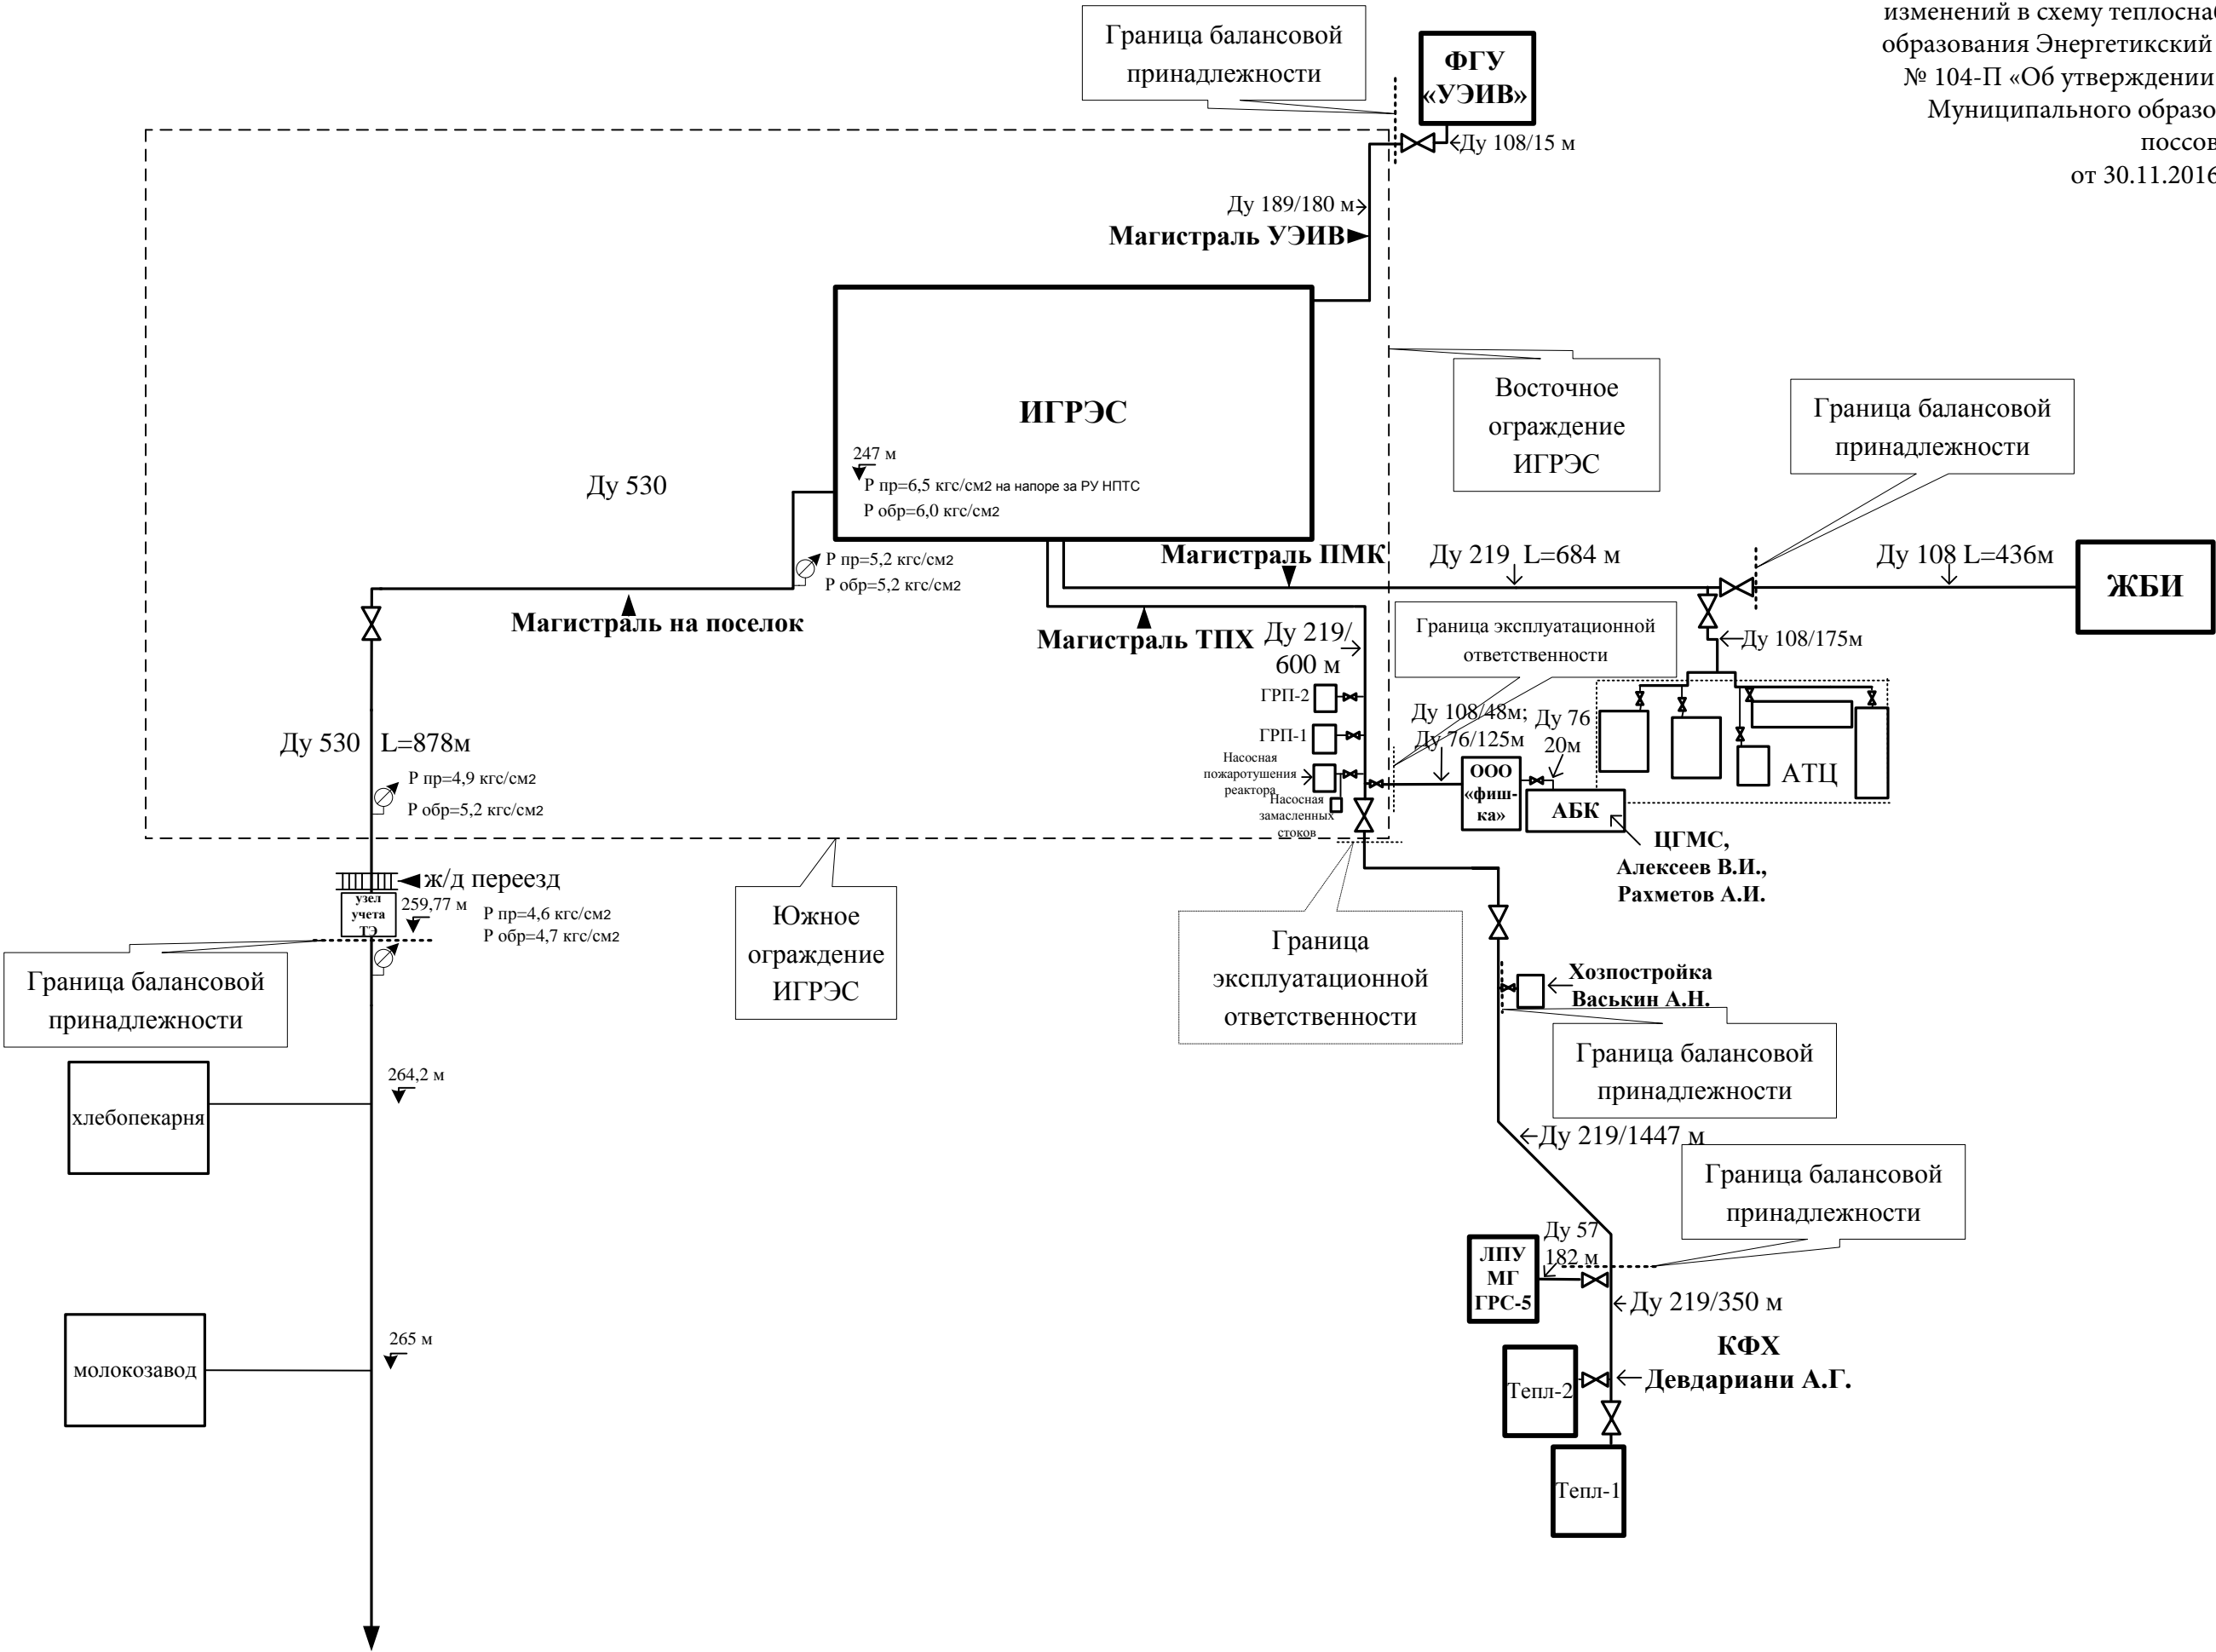 изменений в схему теплосна
образования Энергетикский
№ 104-П «Об утверждении
Муниципального образо
поссов
от 30.11.2016
Граница балансовой
принадлежности
ФГУ
«УЭИВ»
Ду 108/15 м
Ду 189/180 м
Магистраль УЭИВ
ИГРЭС
247 м
Р пр=6,5 кгс/см2 на напоре за РУ НПТС
Р обр=6,0 кгс/см2
Восточное
ограждение
ИГРЭС
Граница балансовой
принадлежности
Ду 530
Р пр=5,2 кгс/см2
Р обр=5,2 кгс/см2
Магистраль на поселок
Магистраль ПМК
Ду 219 L=684 м
Ду 108 L=436м
ЖБИ
Магистраль ТПХ
Ду 219/
600 м
Граница эксплуатационной
ответственности
Ду 108/175м
ГРП-2
ГРП-1
Насосная
пожаротушения
реактора
Насосная
замасленных
стоков
Ду 108/48м;
Ду 76/125м
Ду 76
20м
ООО
«фиш-
ка»
АБК
АТЦ
ЦГМС,
Алексеев В.И.,
Рахметов А.И.
Ду 530 L=878м
Р пр=4,9 кгс/см2
Р обр=5,2 кгс/см2
ж/д переезд
узел
учета
ТЭ
259,77 м
Р пр=4,6 кгс/см2
Р обр=4,7 кгс/см2
Граница балансовой
принадлежности
Южное
ограждение
ИГРЭС
Граница
эксплуатационной
ответственности
Хозпостройка
Васькин А.Н.
Граница балансовой
принадлежности
хлебопекарня
264,2 м
Ду 219/1447 м
Граница балансовой
принадлежности
Ду 57
182 м
ЛПУ
МГ
ГРС-5
Ду 219/350 м
молокозавод
265 м
КФХ
Девдариани А.Г.
Тепл-2
Тепл-1